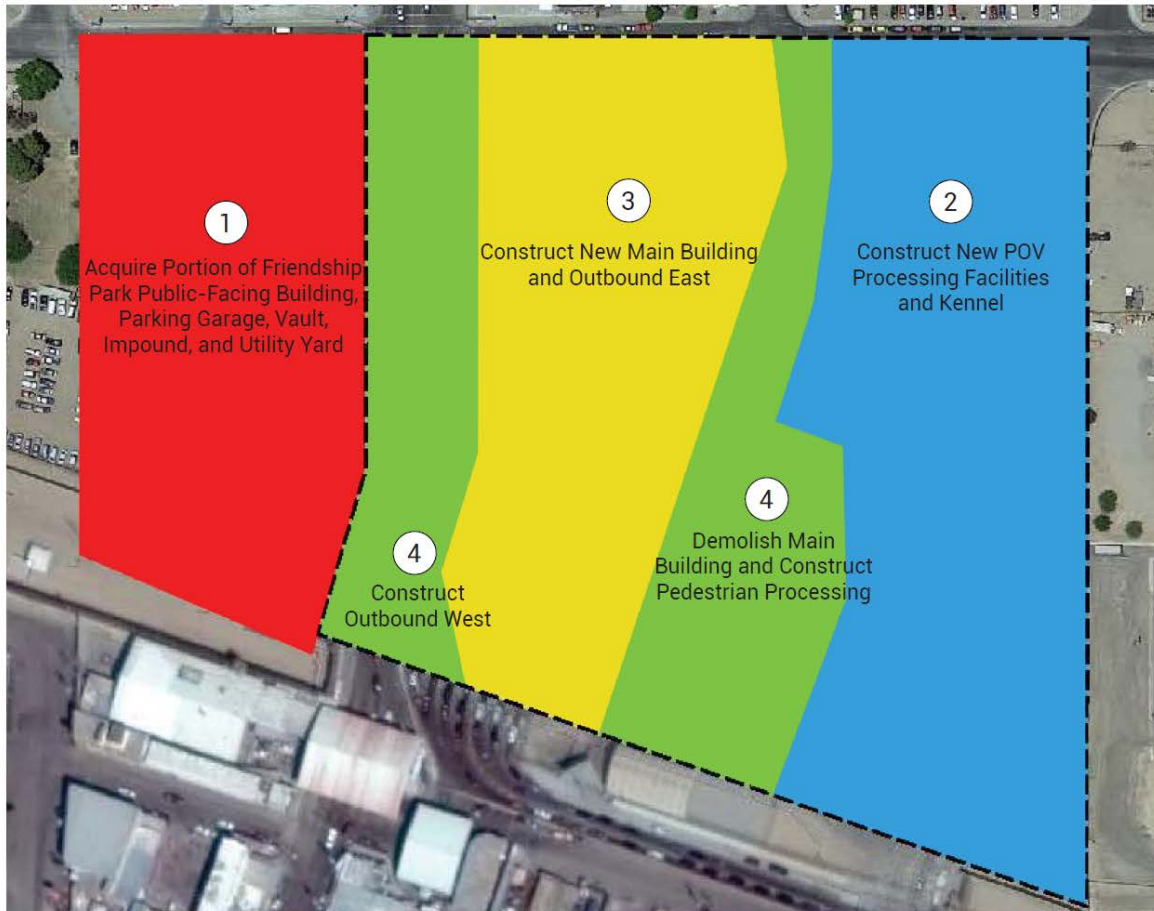 1
Acquire Portion of Friendship
Park Public-Facing Building,
Parking Garage, Vault,
Impound, and Utility Yard
4
Construct
Outbound West
3
Construct New Main Building
and Outbound East
4
Demolish Main
Building and Construct
Pedestrian Processing
2
Construct New POV
Processing Facilities
and Kennel